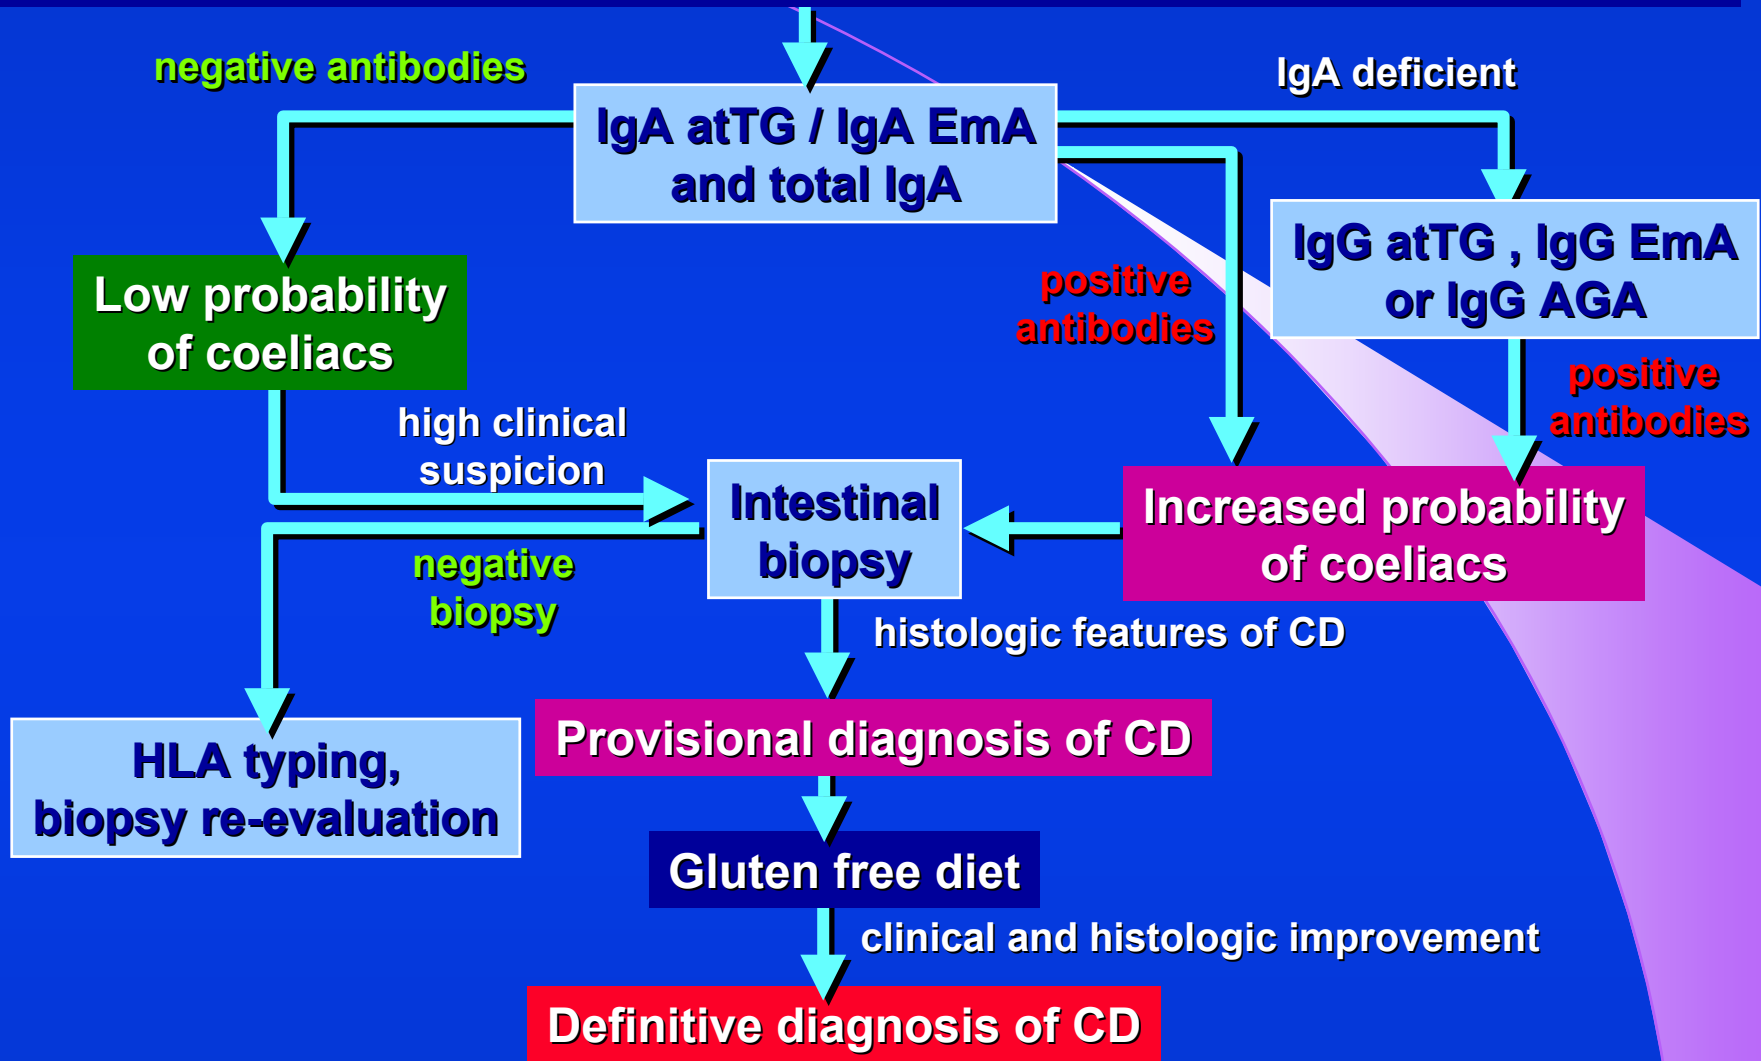 negative antibodies
IgA deficient
IgA atTG / IgA EmA
and total IgA
IgG atTG , IgG EmA
or IgG AGA
Low probability
of coeliacs
positive
antibodies
positive
antibodies
high clinical
suspicion
Intestinal
biopsy
Increased probability
of coeliacs
negative
biopsy
histologic features of CD
HLA typing,
biopsy re-evaluation
Provisional diagnosis of CD
Gluten free diet
clinical and histologic improvement
Definitive diagnosis of CD